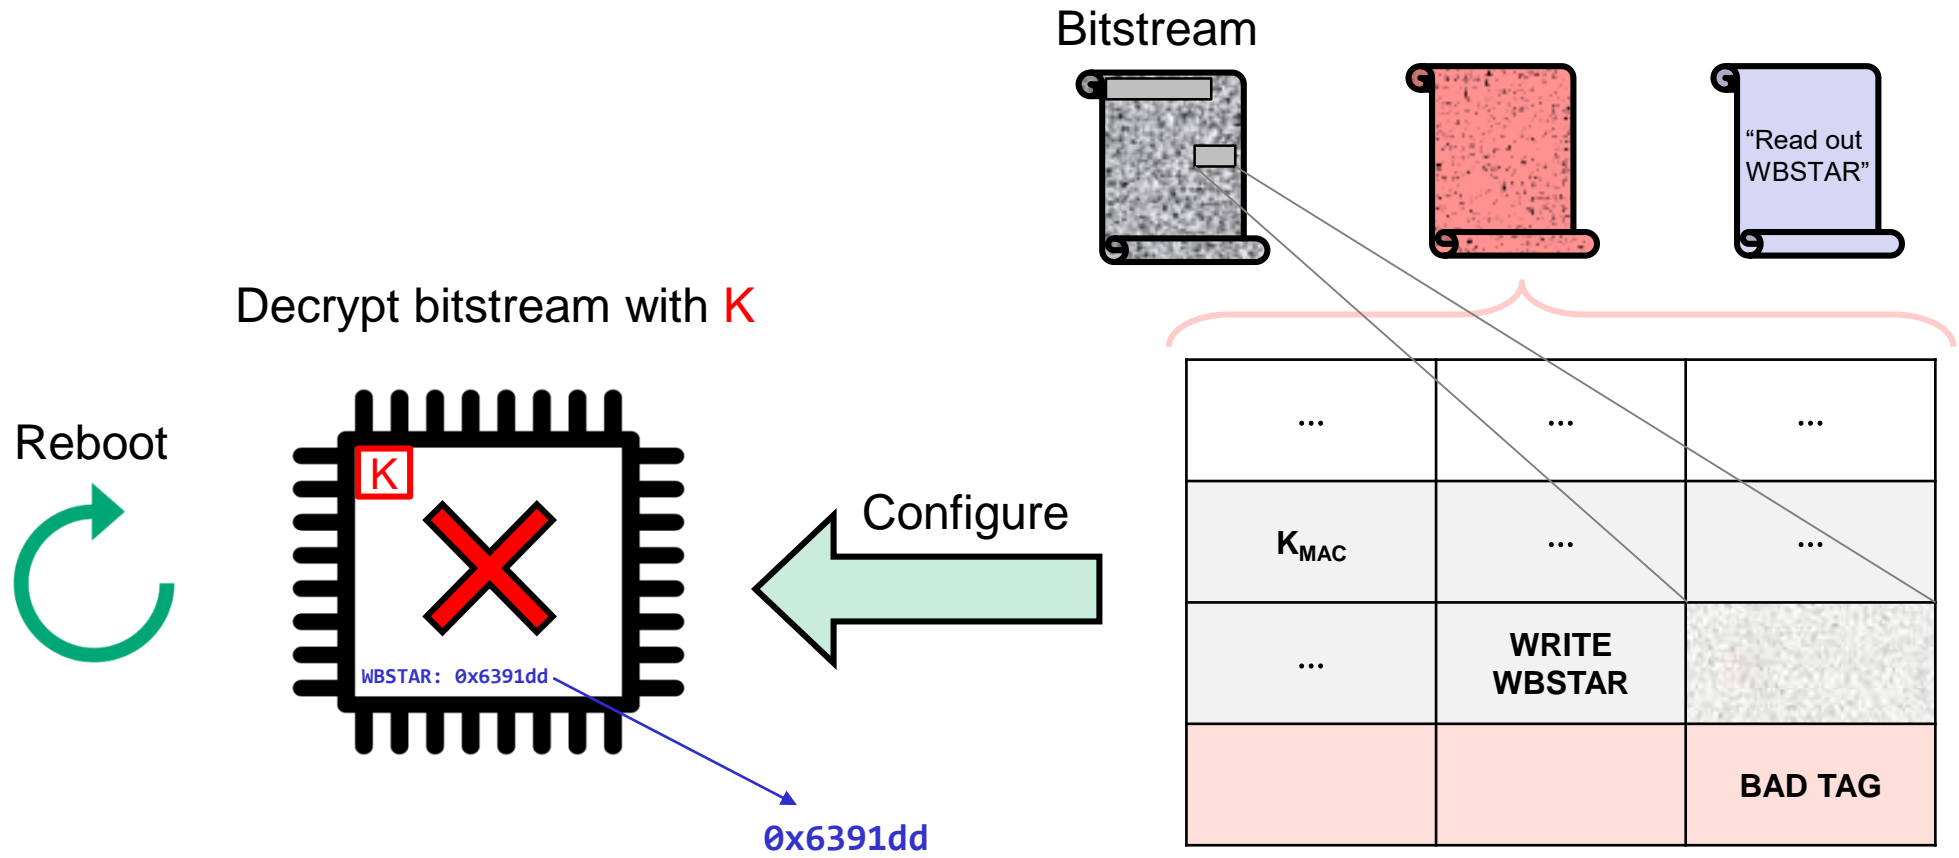 Bitstream
“Read out
WBSTAR”
Decrypt bitstream with K
Reboot
K
Configure
WBSTAR: 0x6391dd
0x6391dd
... ... ...
KMAC ... ...
... WRITE
WBSTAR
BAD TAG